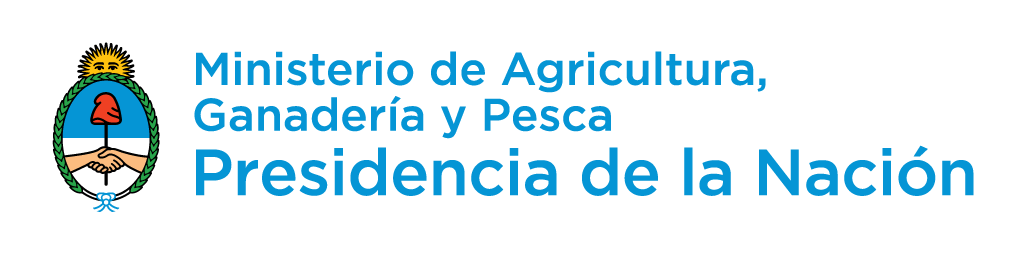 Ministerio de Agricultura,
Ganadería y Pesca
Presidencia de la Nación